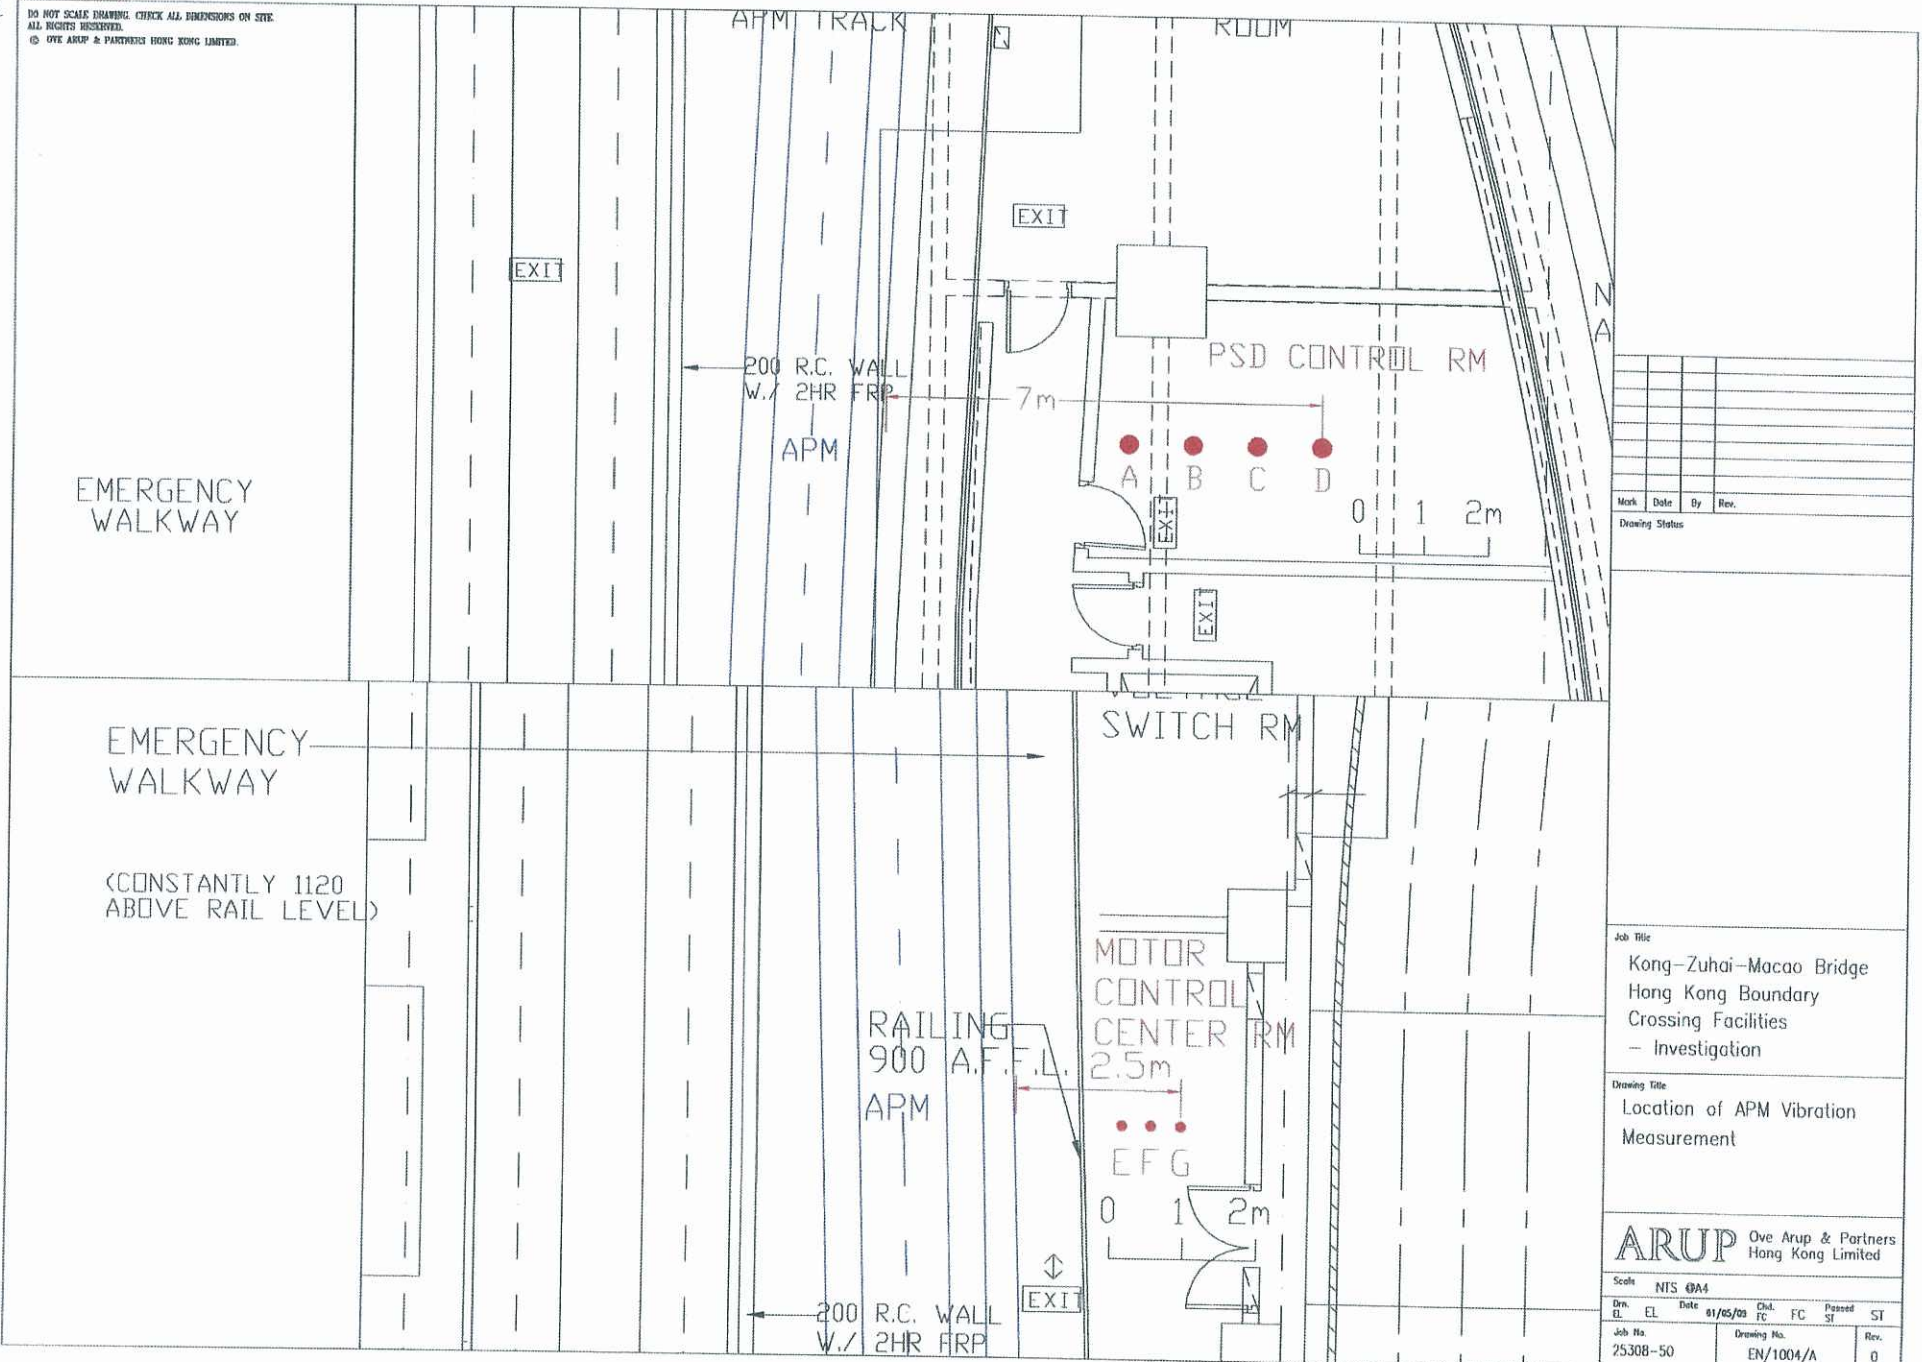 DO NOT SCALE DRAWING. CHECK ALL DIMENSIONS ON SITE.
ALL RIGHTS RESERVED.
© OVE ARUP & PARTNERS HONG KONG LIMITED.
APM TRACK
ROOM
EXIT
EXIT
N
A
200 R.C. WALL
W./ 2HR FRP
PSD CONTROL RM
7m
APM
A B C D
EMERGENCY
WALKWAY
EXIT
0 1 2m
EXIT
Mark Date By Rev.
Drawing Status
SWITCH RM
EMERGENCY
WALKWAY
(CONSTANTLY 1120
ABOVE RAIL LEVEL)
MOTOR
CONTROL
CENTER RM
RAILING
900 A.F.F.L.
2.5m
APM
E F G
0 1 2m
EXIT
200 R.C. WALL
W./ 2HR FRP
Job Title
Kong-Zuhai-Macao Bridge
Hong Kong Boundary
Crossing Facilities
- Investigation
Drawing Title
Location of APM Vibration
Measurement
ARUP Ove Arup & Partners
Hong Kong Limited
Scale NTS @A4
Drn. EL EL Date 01/05/09 Chd. FC FC Passed ST ST
Job No. Drawing No. Rev.
25308-50 EN/1004/A 0